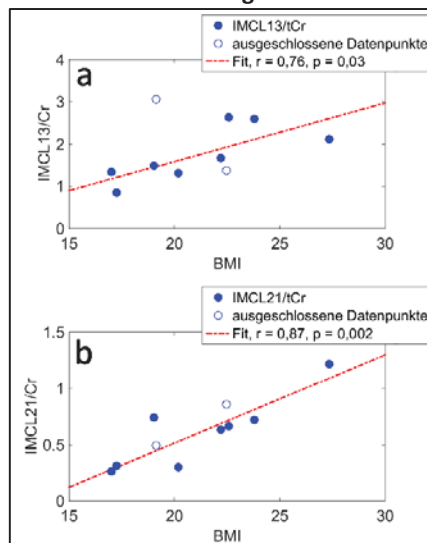 IMCL13/tCr
ausgeschlossene Datenpunkte
Fit, r = 0,76, p = 0,03
a
IMCL13/Cr
4
3
2
1
0
15 20 25 30
BMI
IMCL21/tCr
ausgeschlossene Datenpunkte
Fit, r = 0,87, p = 0,002
b
IMCL21/Cr
1.5
1
0.5
0
15 20 25 30
BMI